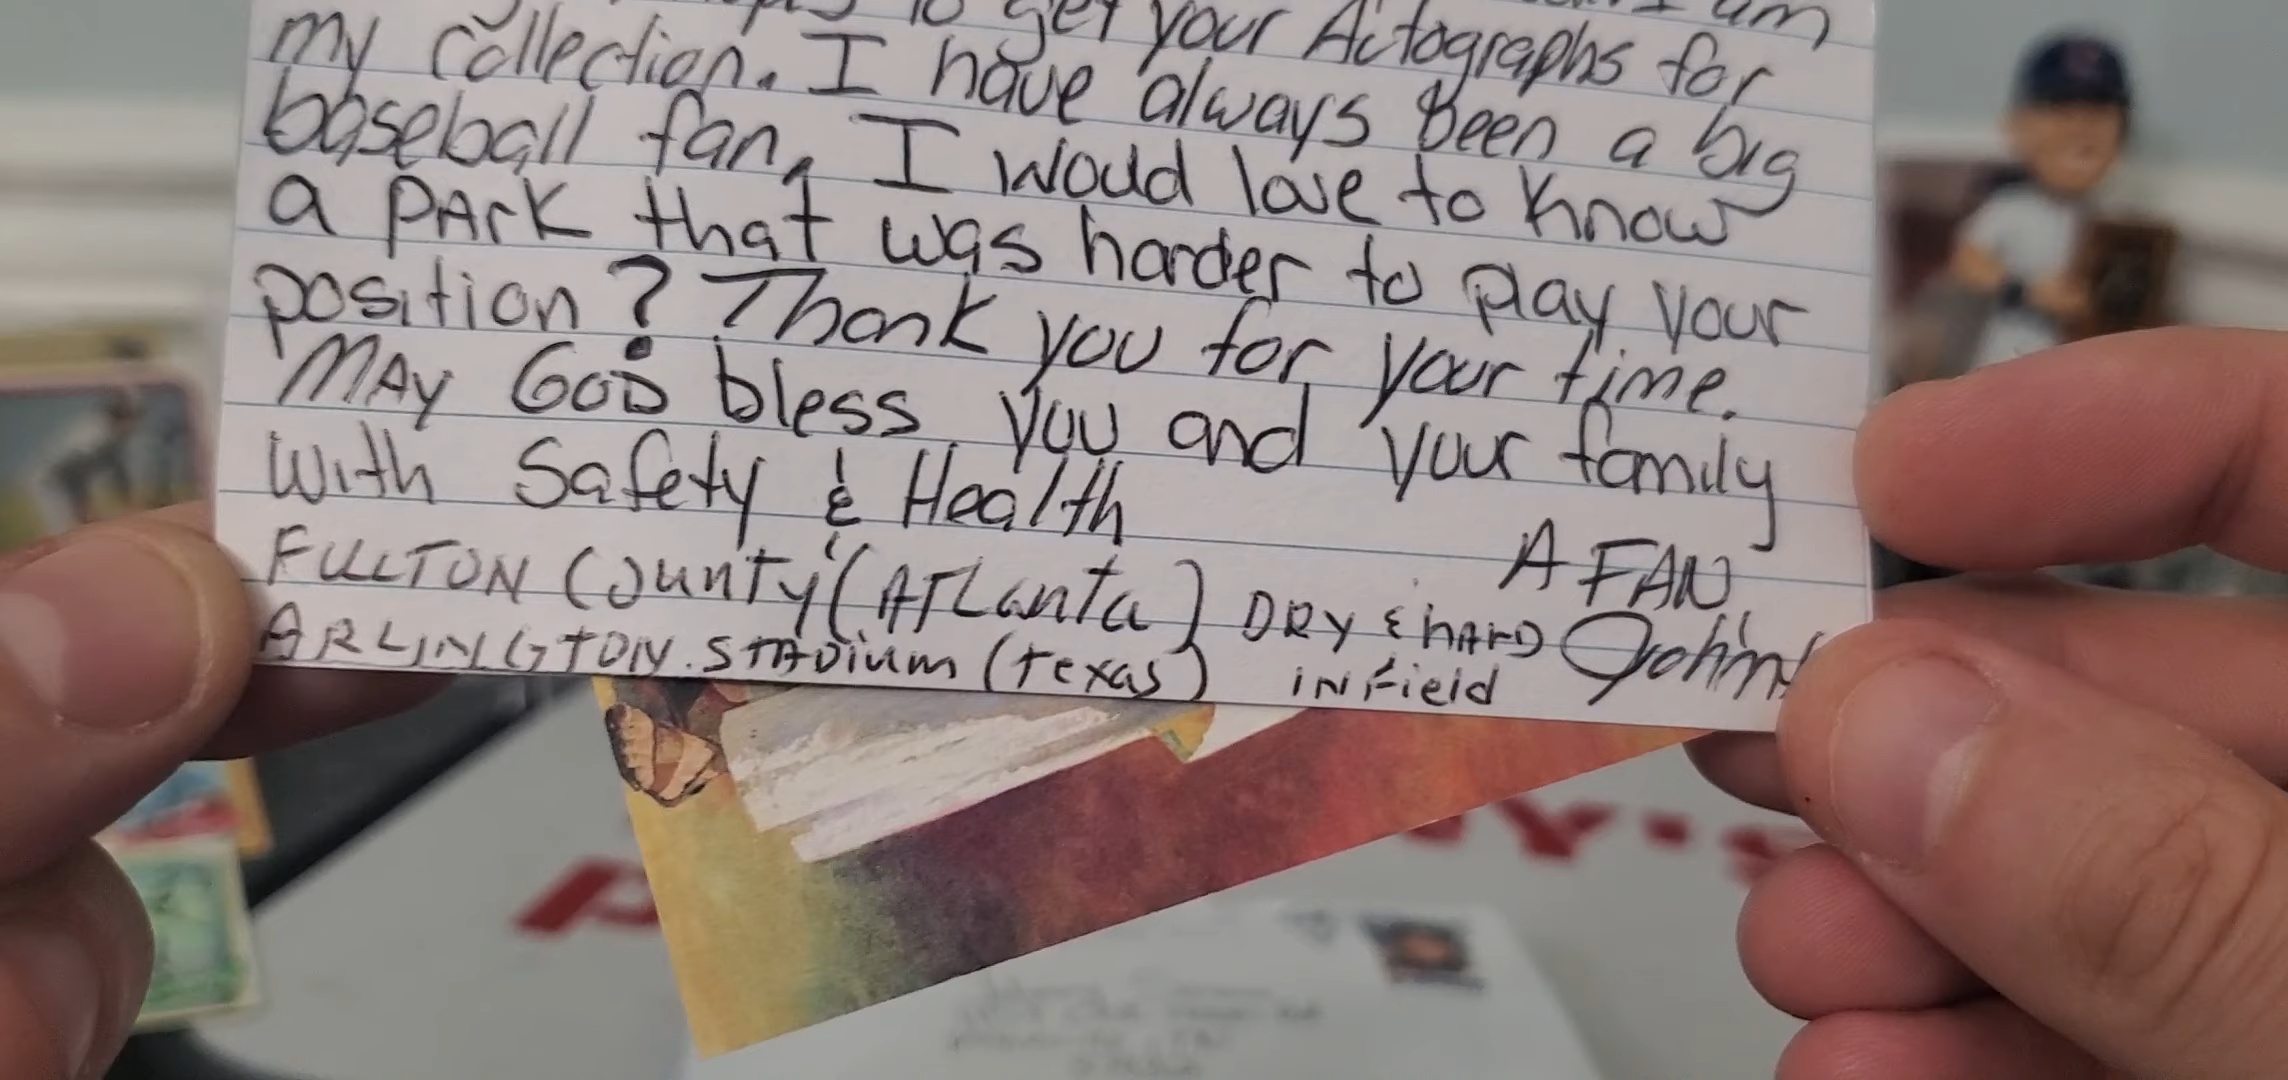 to get your Autographs for
my collection. I have always been a big
baseball fan, I would love to know
a park that was harder to play your
position? Thank you for your time.
May God bless you and your family
with Safety & Health
A FAN
FULTON COUNTY (ATLanta) DRY & hARD Johnny
ARLINGTON STADium (texas) infield